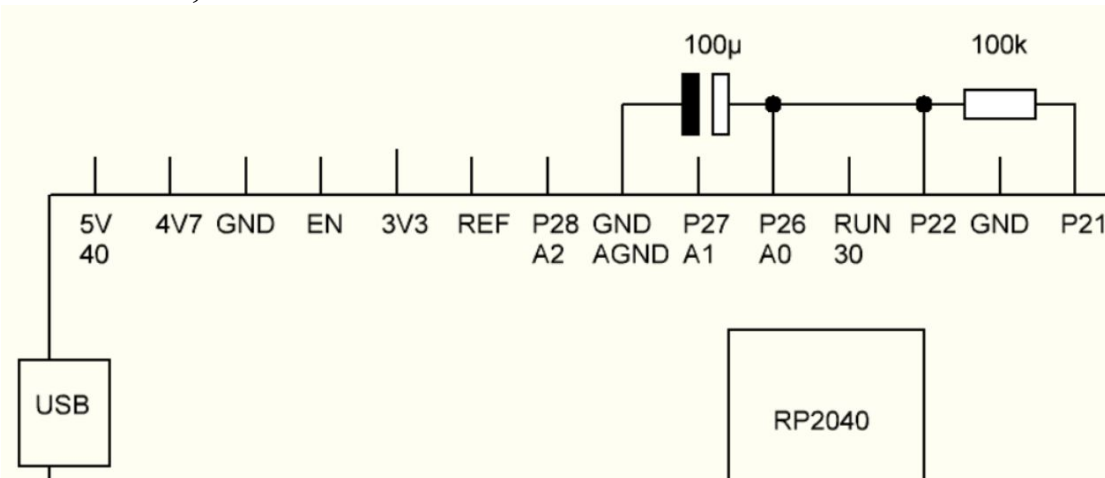 100µ 100k
5V 4V7 GND EN 3V3 REF P28 GND P27 P26 RUN P22 GND P21
40 A2 AGND A1 A0 30
USB
RP2040